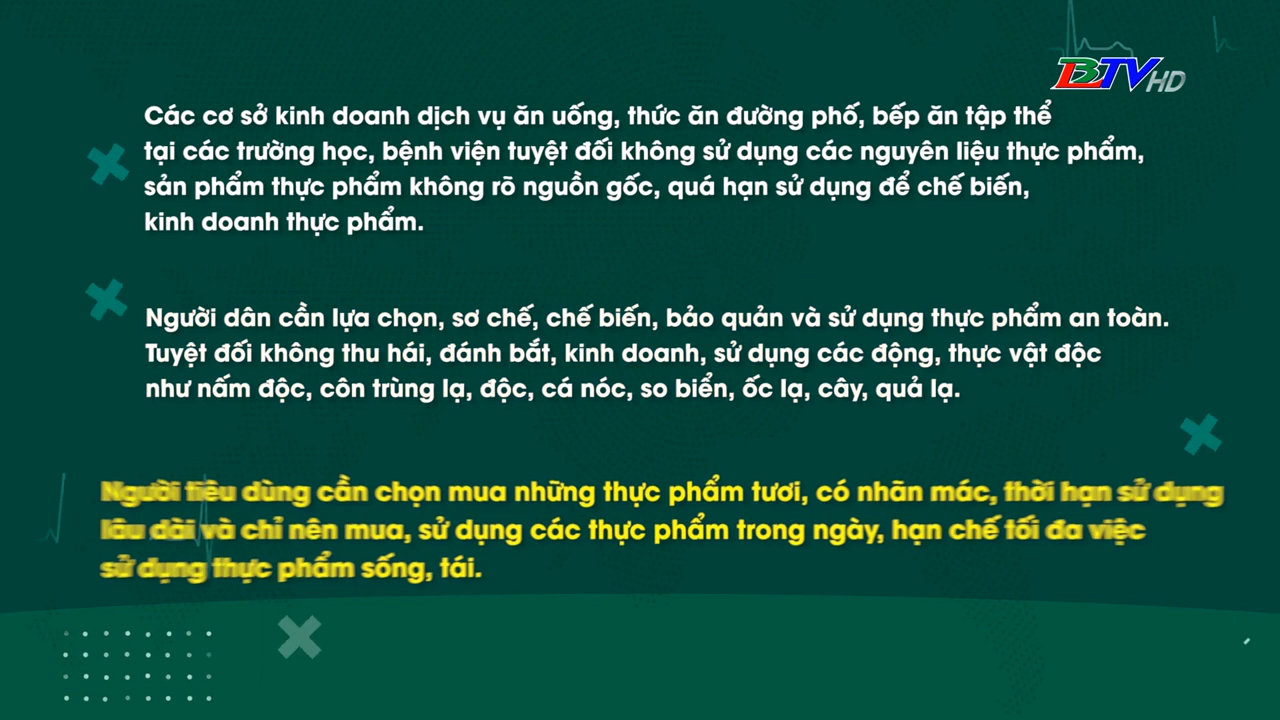 BTV HD
Các cơ sở kinh doanh dịch vụ ăn uống, thức ăn đường phố, bếp ăn tập thể
tại các trường học, bệnh viện tuyệt đối không sử dụng các nguyên liệu thực phẩm,
sản phẩm thực phẩm không rõ nguồn gốc, quá hạn sử dụng để chế biến,
kinh doanh thực phẩm.
Người dân cần lựa chọn, sơ chế, chế biến, bảo quản và sử dụng thực phẩm an toàn.
Tuyệt đối không thu hái, đánh bắt, kinh doanh, sử dụng các động, thực vật độc
như nấm độc, côn trùng lạ, độc, cá nóc, so biển, ốc lạ, cây, quả lạ.
Người tiêu dùng cần chọn mua những thực phẩm tươi, có nhãn mác, thời hạn sử dụng
lâu dài và chỉ nên mua, sử dụng các thực phẩm trong ngày, hạn chế tối đa việc
sử dụng thực phẩm sống, tái.